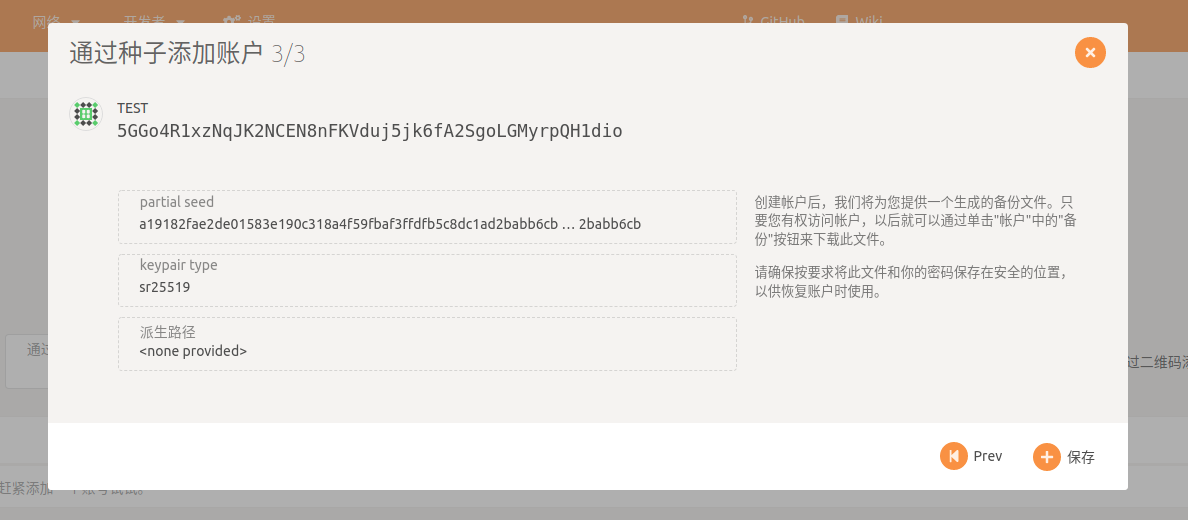 网络
开发者
设置
GitHub
Wiki
通过种子添加账户 3/3
TEST
5GGo4R1xzNqJK2NCEN8nFKVduj5jk6fA2SgoLGMyrpQH1dio
partial seed
a19182fae2de01583e190c318a4f59fbaf3ffdfb5c8dc1ad2babb6cb … 2babb6cb
keypair type
sr25519
派生路径
<none provided>
创建帐户后，我们将为您提供一个生成的备份文件。只
要您有权访问帐户，以后就可以通过单击"帐户"中的"备
份"按钮来下载此文件。
请确保按要求将此文件和你的密码保存在安全的位置，
以供恢复账户时使用。
通过
过二维码添
Prev
保存
赶紧添加一个账号试试。